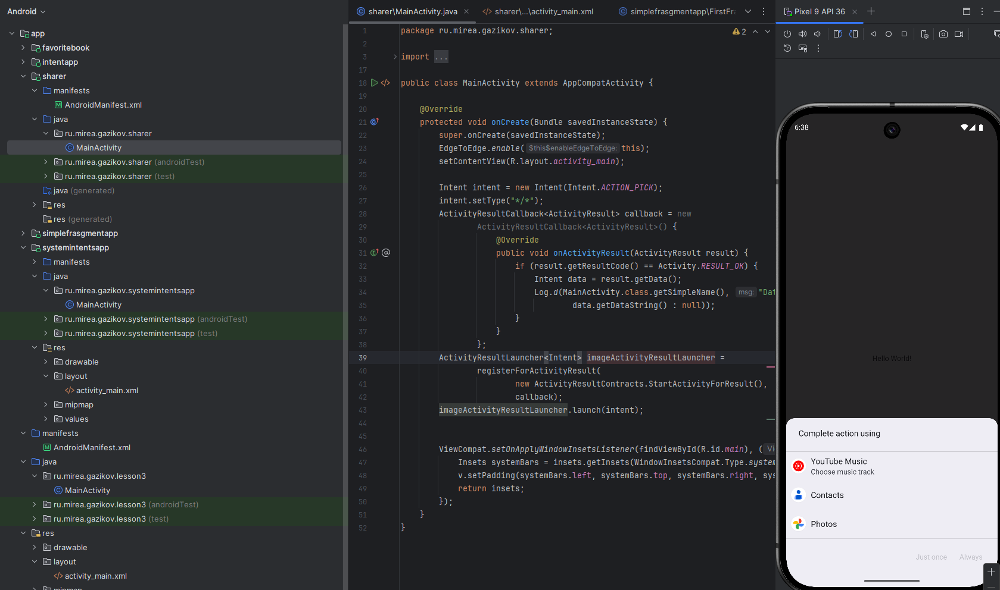 Android
app
favoritebook
intentapp
sharer
manifests
AndroidManifest.xml
java
ru.mirea.gazikov.sharer
MainActivity
ru.mirea.gazikov.sharer (androidTest)
ru.mirea.gazikov.sharer (test)
java (generated)
res
res (generated)
simplefrasgmentapp
systemintentsapp
manifests
java
ru.mirea.gazikov.systemintentsapp
MainActivity
ru.mirea.gazikov.systemintentsapp (androidTest)
ru.mirea.gazikov.systemintentsapp (test)
res
drawable
layout
activity_main.xml
mipmap
values
manifests
AndroidManifest.xml
java
ru.mirea.gazikov.lesson3
MainActivity
ru.mirea.gazikov.lesson3 (androidTest)
ru.mirea.gazikov.lesson3 (test)
res
drawable
layout
activity_main.xml
mipmap
sharer\MainActivity.java
sharer\...\activity_main.xml
simplefrasgmentapp\FirstFra
2
1 package ru.mirea.gazikov.sharer;
2
3 import ...
17
18 public class MainActivity extends AppCompatActivity {
19
20 @Override
21 protected void onCreate(Bundle savedInstanceState) {
22 super.onCreate(savedInstanceState);
23 EdgeToEdge.enable( $this$enableEdgeToEdge: this);
24 setContentView(R.layout.activity_main);
25
26 Intent intent = new Intent(Intent.ACTION_PICK);
27 intent.setType("*/*");
28 ActivityResultCallback<ActivityResult> callback = new
29 ActivityResultCallback<ActivityResult>() {
30 @Override
31 public void onActivityResult(ActivityResult result) {
32 if (result.getResultCode() == Activity.RESULT_OK) {
33 Intent data = result.getData();
34 Log.d(MainActivity.class.getSimpleName(), msg: "Dat
35 data.getDataString() : null));
36 }
37 }
38 };
39 ActivityResultLauncher<Intent> imageActivityResultLauncher =
40 registerForActivityResult(
41 new ActivityResultContracts.StartActivityForResult(),
42 callback);
43 imageActivityResultLauncher.launch(intent);
44
45
46 ViewCompat.setOnApplyWindowInsetsListener(findViewById(R.id.main), ( Vi
47 Insets systemBars = insets.getInsets(WindowInsetsCompat.Type.system
48 v.setPadding(systemBars.left, systemBars.top, systemBars.right, sys
49 return insets;
50 });
51 }
52 }
Pixel 9 API 36
6:38
Hello World!
Complete action using
YouTube Music
Choose music track
Contacts
Photos
Just once Always